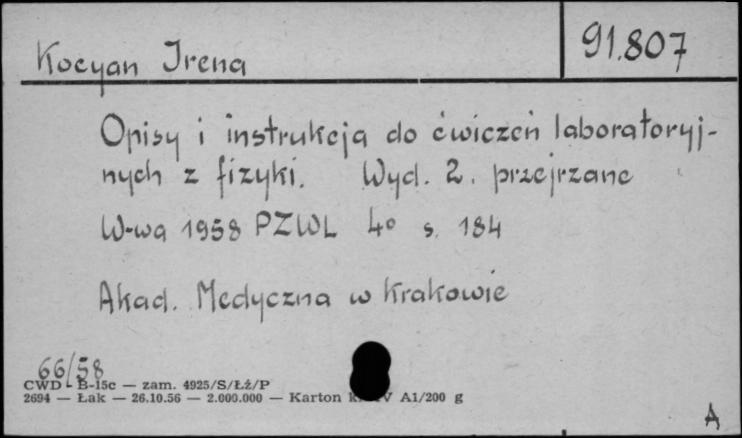 Kocyan Irena
91.807
Opisy i instrukcja do ćwiczeń laboratoryj-
nych z fizyki. Wyd. 2. przejrzane
W-wa 1958 PZWL 4° s. 184
Akad. Medyczna w Krakowie
66/58
CWD - B-15c — zam. 4925/S/Łż/P
2694 — Łak — 26.10.56 — 2.000.000 — Karton A1/200 g
A